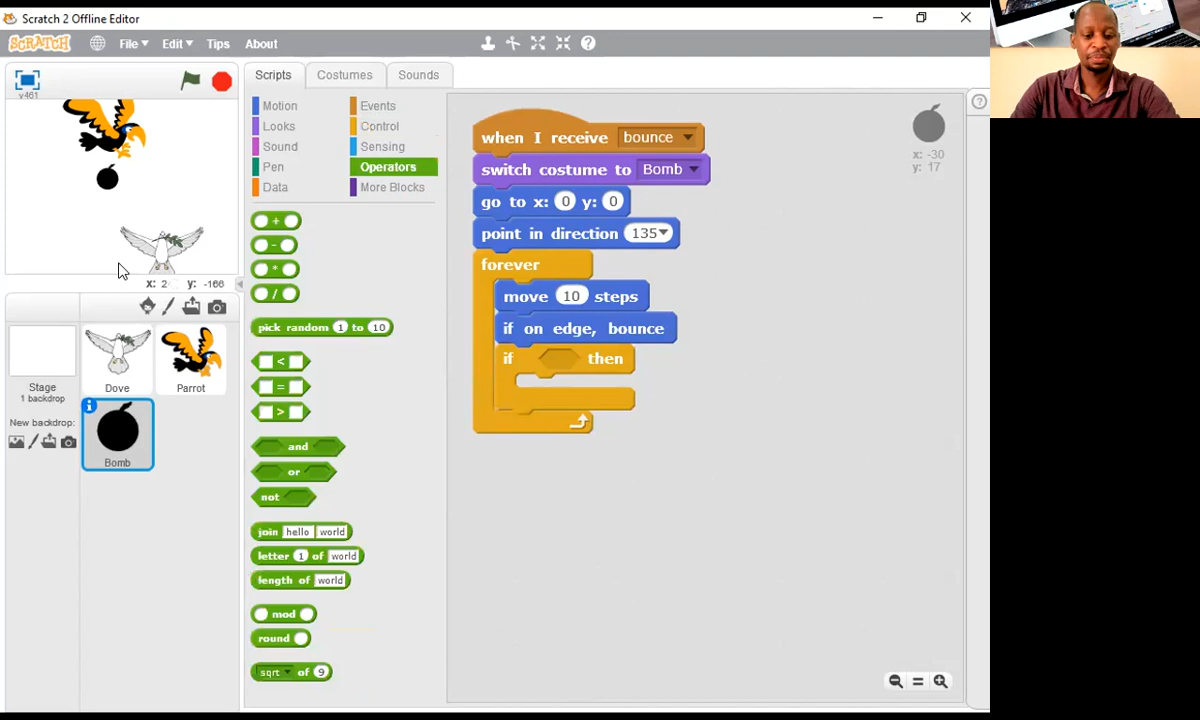 Scratch 2 Offline Editor
SCRATCH File Edit Tips About
v461
Scripts Costumes Sounds
Motion Events
Looks Control
Sound Sensing
Pen Operators
Data More Blocks
+
-
*
/
pick random 1 to 10
<
=
>
and
or
not
join hello world
letter 1 of world
length of world
mod
round
sqrt of 9
when I receive bounce
switch costume to Bomb
go to x: 0 y: 0
point in direction 135
forever
move 10 steps
if on edge, bounce
if then
x: -30
y: 17
x: 2 y: -166
Stage
1 backdrop
New backdrop:
Dove
Parrot
Bomb